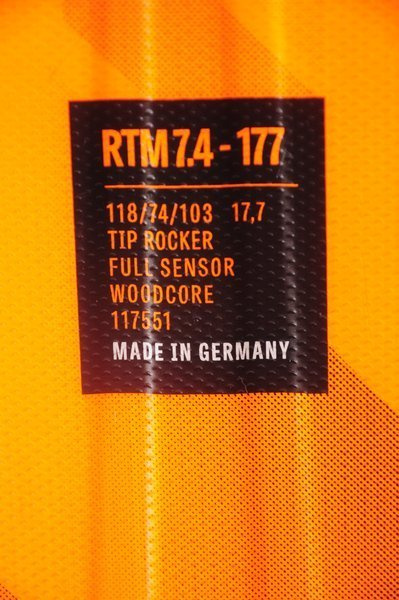 RTM 7.4 - 177
118/74/103 17,7
TIP ROCKER
FULL SENSOR
WOODCORE
117551
MADE IN GERMANY